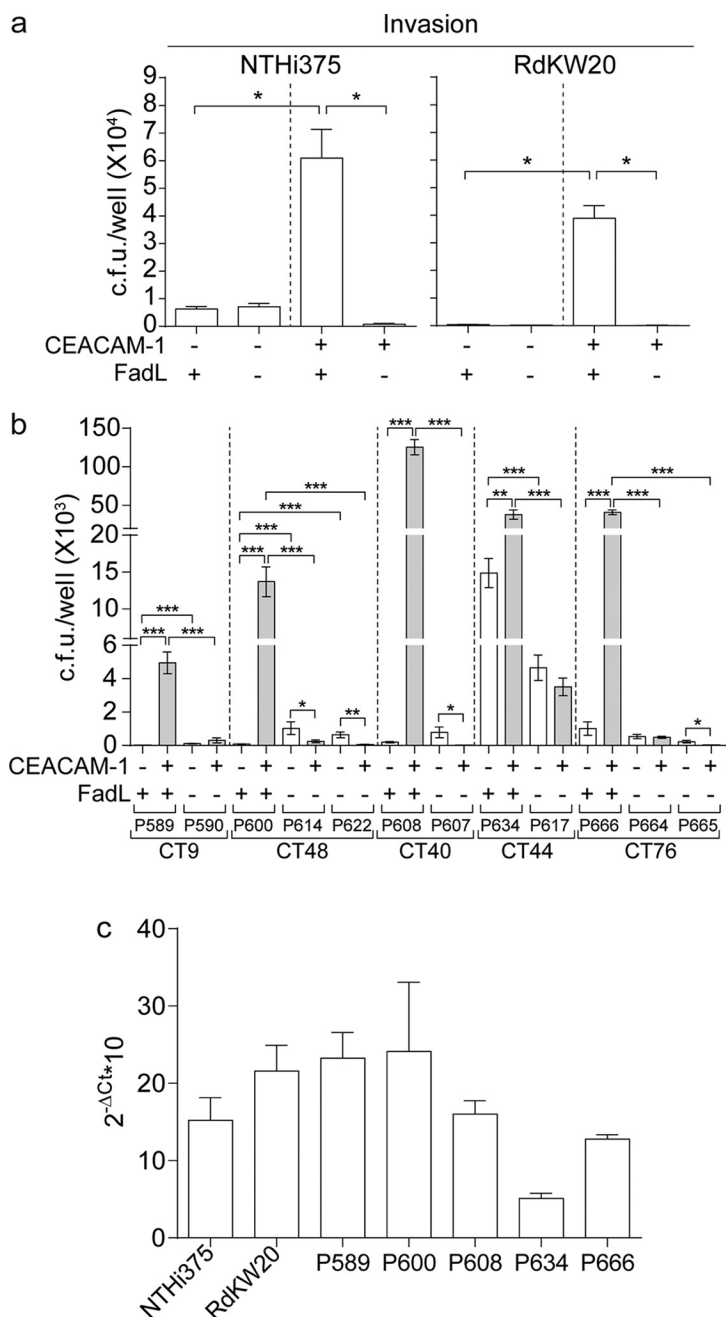 a
Invasion
NTHi375 RdKW20
9
8
7
6
5
4
3
2
1
0
c.f.u./well (X10⁴)
* * * *
CEACAM-1 - - + + - - + +
FadL + - + - + - + -
b
150
100
50
20
15
10
6
4
2
0
c.f.u./well (X10³)
*** *** ***
*** *** *** *** *** * **
*** *** *
*** ** ***
*** *** *** *
CEACAM-1 - + - + - + - + - + - + - + - + - + - + - + - +
FadL + + - - + + - - - - + + - - + + - - + + - - - -
P589 P590 P600 P614 P622 P608 P607 P634 P617 P666 P664 P665
CT9 CT48 CT40 CT44 CT76
c
40
30
20
10
0
2⁻ΔCt*10
NTHi375 RdKW20 P589 P600 P608 P634 P666